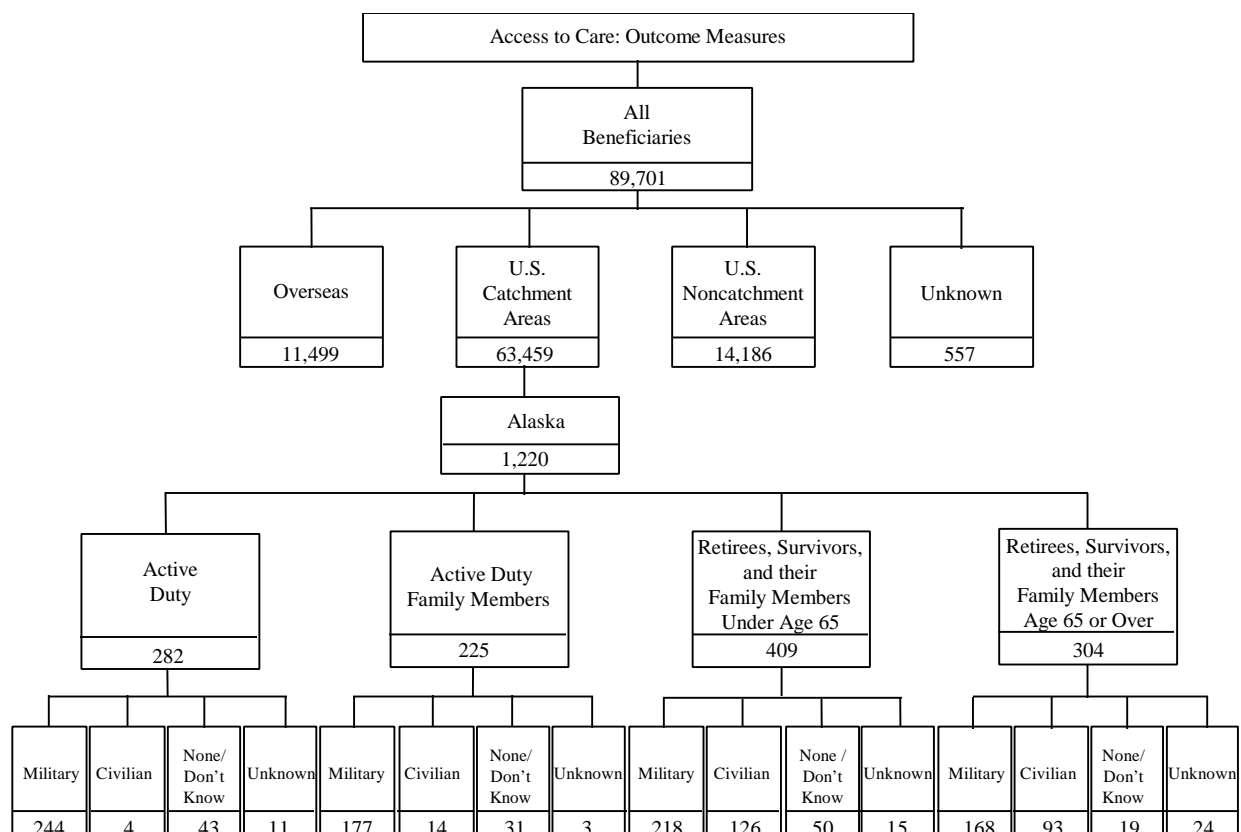 Access to Care: Outcome Measures
All
Beneficiaries
89,701
Overseas
11,499
U.S.
Catchment
Areas
63,459
U.S.
Noncatchment
Areas
14,186
Unknown
557
Alaska
1,220
Active
Duty
282
Active Duty
Family Members
225
Retirees, Survivors,
and their
Family Members
Under Age 65
409
Retirees, Survivors,
and their
Family Members
Age 65 or Over
304
Military
244
Civilian
4
None/
Don't
Know
43
Unknown
11
Military
177
Civilian
14
None/
Don't
Know
31
Unknown
3
Military
218
Civilian
126
None /
Don't
Know
50
Unknown
15
Military
168
Civilian
93
None/
Don't
Know
19
Unknown
24